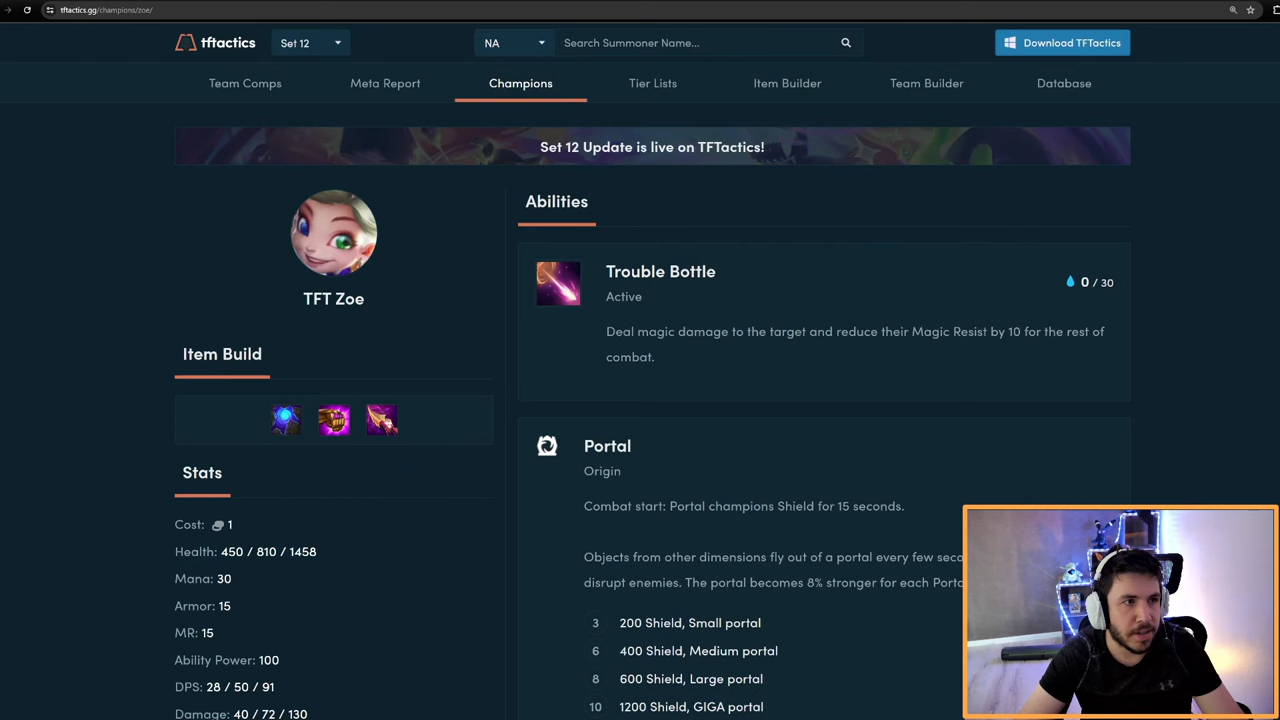 tftactics.gg/champions/zoe/
tftactics
Set 12
NA
Search Summoner Name...
Download TFTactics
Team Comps
Meta Report
Champions
Tier Lists
Item Builder
Team Builder
Database
Set 12 Update is live on TFTactics!
TFT Zoe
Item Build
Stats
Cost: 1
Health: 450 / 810 / 1458
Mana: 30
Armor: 15
MR: 15
Ability Power: 100
DPS: 28 / 50 / 91
Damage: 40 / 72 / 130
Abilities
Trouble Bottle
0 / 30
Active
Deal magic damage to the target and reduce their Magic Resist by 10 for the rest of
combat.
Portal
Origin
Combat start: Portal champions Shield for 15 seconds.
Objects from other dimensions fly out of a portal every few
disrupt enemies. The portal becomes 8% stronger for each
3 200 Shield, Small portal
6 400 Shield, Medium portal
8 600 Shield, Large portal
10 1200 Shield, GIGA portal